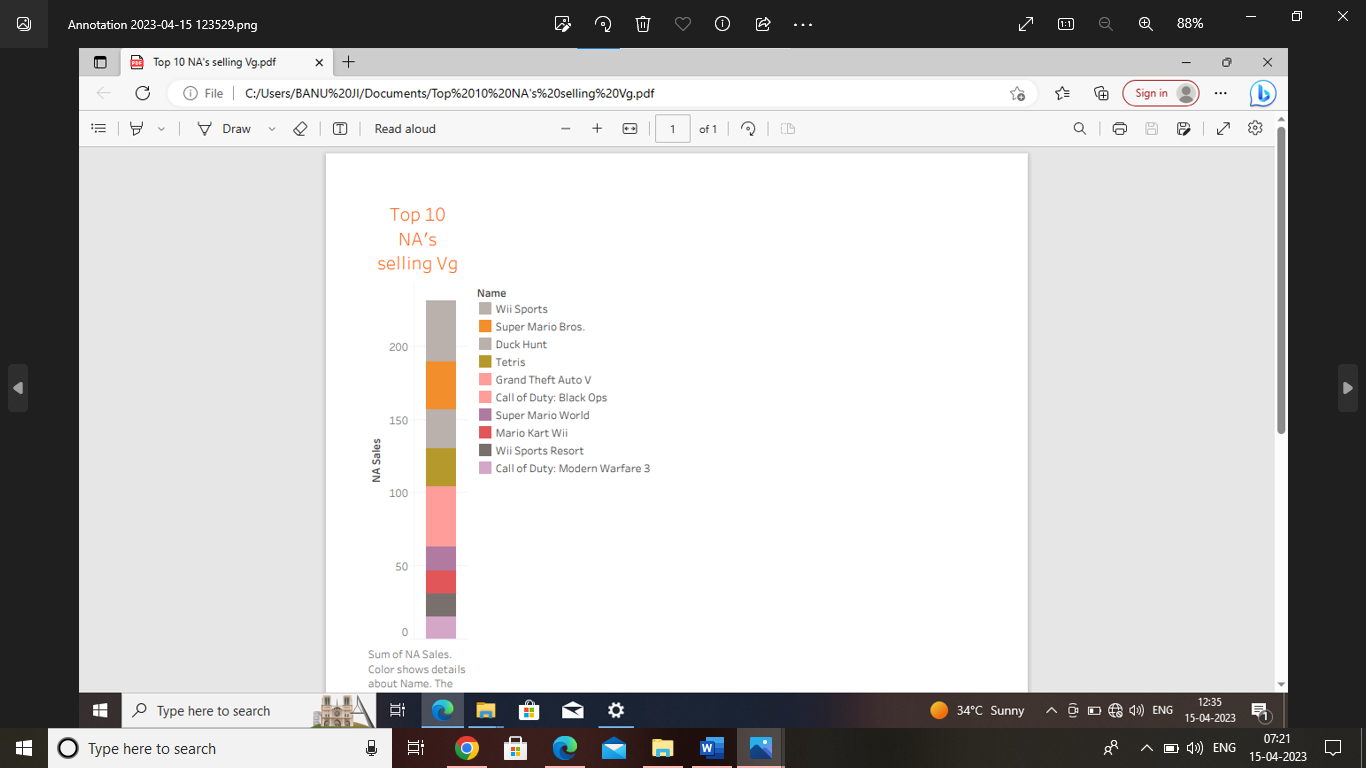 Annotation 2023-04-15 123529.png
88%
Top 10 NA's selling Vg.pdf
File
C:/Users/BANU%20JI/Documents/Top%2010%20NA's%20selling%20Vg.pdf
Sign in
Draw
Read aloud
1
of 1
Top 10
NA's
selling Vg
Name
Wii Sports
Super Mario Bros.
Duck Hunt
Tetris
Grand Theft Auto V
Call of Duty: Black Ops
Super Mario World
Mario Kart Wii
Wii Sports Resort
Call of Duty: Modern Warfare 3
200
150
100
50
0
NA Sales
Sum of NA Sales.
Color shows details
about Name. The
Type here to search
34°C Sunny
ENG
12:35
15-04-2023
1
Type here to search
ENG
07:21
15-04-2023